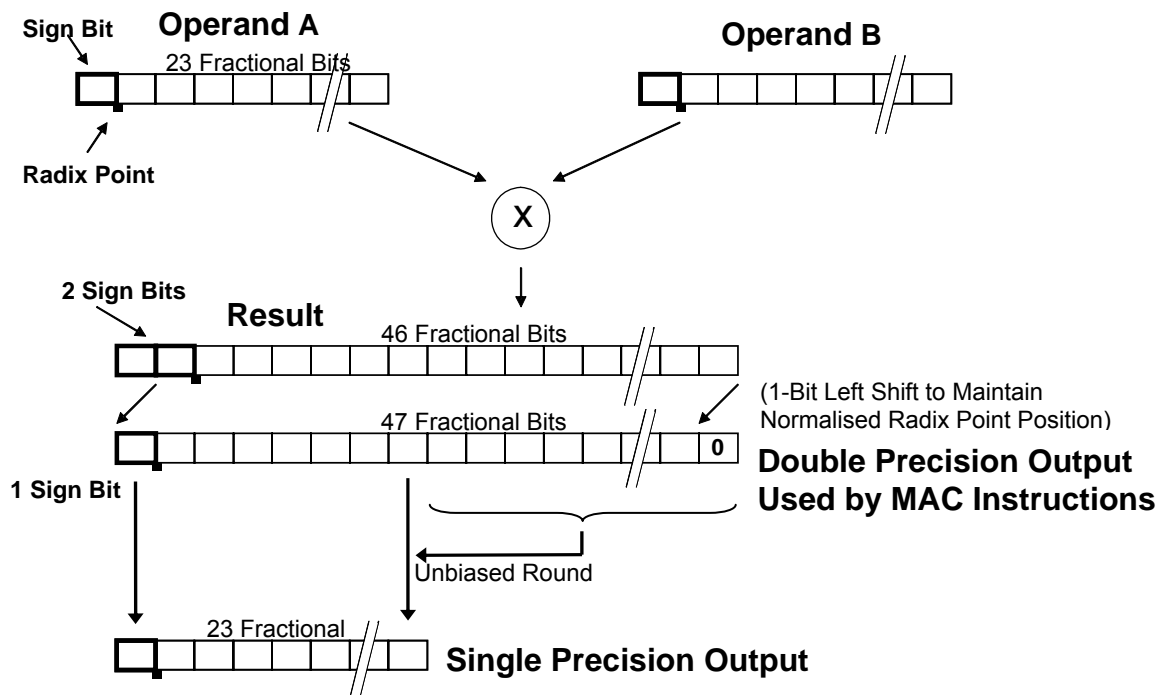 Sign Bit
Operand A
23 Fractional Bits
Operand B
Radix Point
X
2 Sign Bits
Result
46 Fractional Bits
(1-Bit Left Shift to Maintain
Normalised Radix Point Position)
47 Fractional Bits
0
Double Precision Output
Used by MAC Instructions
1 Sign Bit
Unbiased Round
23 Fractional
Single Precision Output